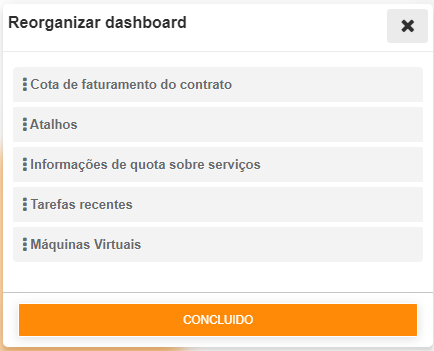 Reorganizar dashboard
Cota de faturamento do contrato
Atalhos
Informações de quota sobre serviços
Tarefas recentes
Máquinas Virtuais
CONCLUIDO